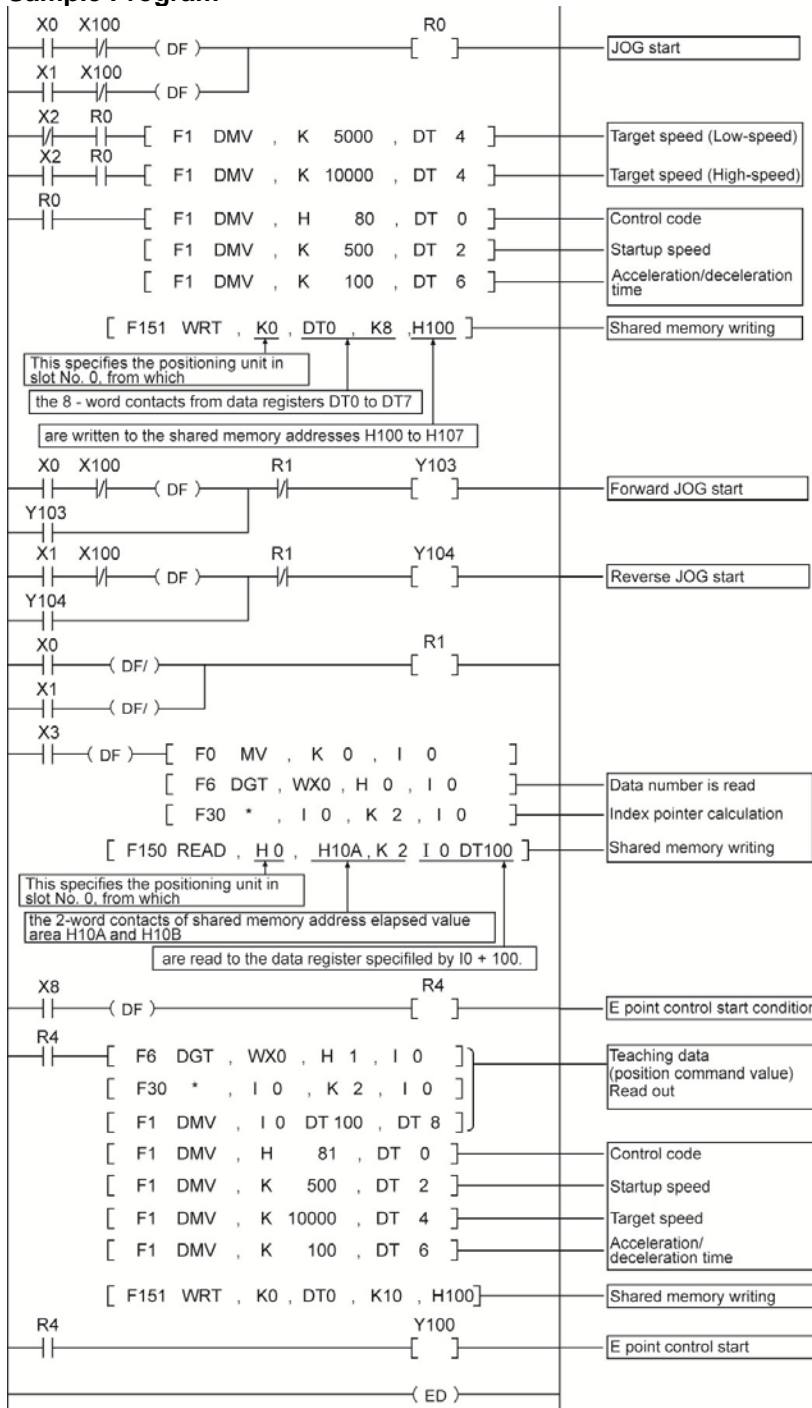 Sample Program
X0 X100 R0
( DF ) [ ] JOG start
X1 X100
( DF )
X2 R0
[ F1 DMV , K 5000 , DT 4 ] Target speed (Low-speed)
X2 R0
[ F1 DMV , K 10000 , DT 4 ] Target speed (High-speed)
R0
[ F1 DMV , H 80 , DT 0 ] Control code
[ F1 DMV , K 500 , DT 2 ] Startup speed
[ F1 DMV , K 100 , DT 6 ] Acceleration/deceleration
time
[ F151 WRT , K0 , DT0 , K8 ,H100 ] Shared memory writing
This specifies the positioning unit in
slot No. 0, from which
the 8 - word contacts from data registers DT0 to DT7
are written to the shared memory addresses H100 to H107
X0 X100 R1 Y103
( DF ) [ ] Forward JOG start
Y103
X1 X100 R1 Y104
( DF ) [ ] Reverse JOG start
Y104
X0 R1
( DF/ ) [ ]
X1
( DF/ )
X3
( DF ) [ F0 MV , K 0 , I 0 ]
[ F6 DGT , WX0 , H 0 , I 0 ] Data number is read
[ F30 * , I 0 , K 2 , I 0 ] Index pointer calculation
[ F150 READ , H 0 , H10A , K 2 I 0 DT100 ] Shared memory writing
This specifies the positioning unit in
slot No. 0, from which
the 2-word contacts of shared memory address elapsed value
area H10A and H10B
are read to the data register specifiled by I0 + 100.
X8 R4
( DF ) [ ] E point control start condition
R4
[ F6 DGT , WX0 , H 1 , I 0 ] Teaching data
(position command value)
[ F30 * , I 0 , K 2 , I 0 ] Read out
[ F1 DMV , I 0 DT 100 , DT 8 ]
[ F1 DMV , H 81 , DT 0 ] Control code
[ F1 DMV , K 500 , DT 2 ] Startup speed
[ F1 DMV , K 10000 , DT 4 ] Target speed
[ F1 DMV , K 100 , DT 6 ] Acceleration/
deceleration time
[ F151 WRT , K0 , DT0 , K10 , H100] Shared memory writing
R4 Y100
[ ] E point control start
( ED )